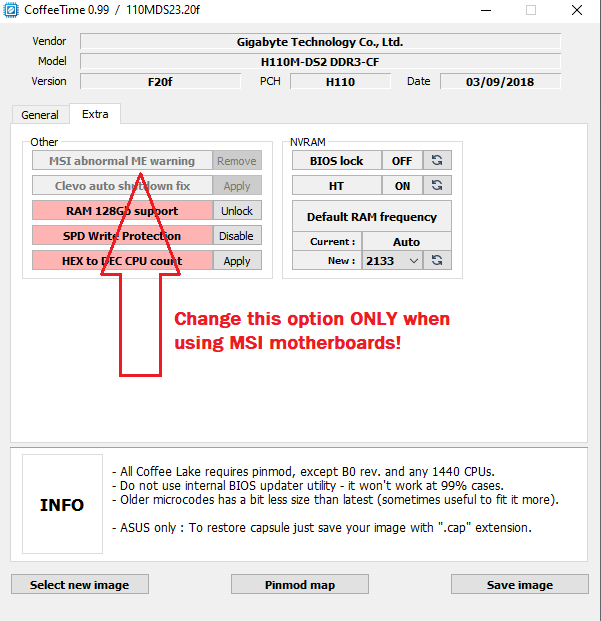 CoffeeTime 0.99 / 110MDS23.20f
Vendor Gigabyte Technology Co., Ltd.
Model H110M-DS2 DDR3-CF
Version F20f PCH H110 Date 03/09/2018
General Extra
Other
MSI abnormal ME warning Remove
Clevo auto shutdown fix Apply
RAM 128Gb support Unlock
SPD Write Protection Disable
HEX to DEC CPU count Apply
NVRAM
BIOS lock OFF
HT ON
Default RAM frequency
Current : Auto
New : 2133
Change this option ONLY when
using MSI motherboards!
INFO
- All Coffee Lake requires pinmod, except B0 rev. and any 1440 CPUs.
- Do not use internal BIOS updater utility - it won't work at 99% cases.
- Older microcodes has a bit less size than latest (sometimes useful to fit it more).
- ASUS only : To restore capsule just save your image with ".cap" extension.
Select new image Pinmod map Save image